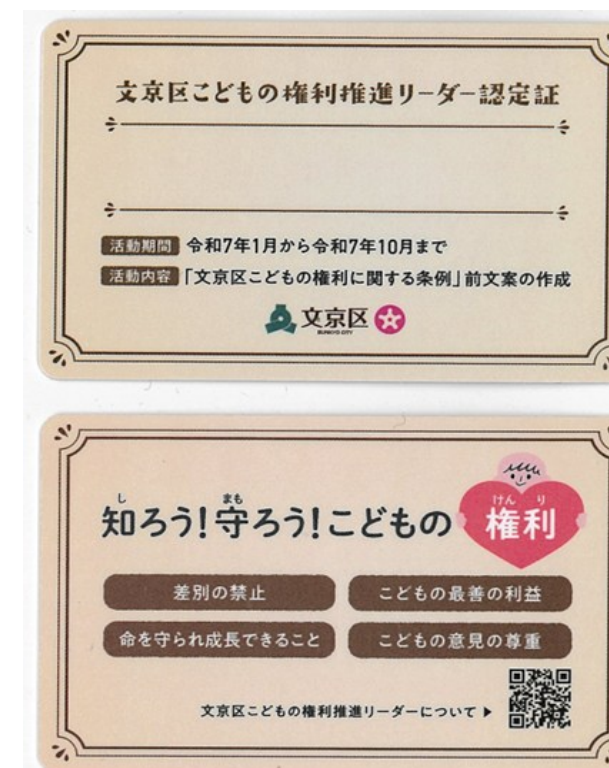 文京区こどもの権利推進リーダー認定証
活動期間 令和7年1月から令和7年10月まで
活動内容 「文京区こどもの権利に関する条例」前文案の作成
文京区
BUNKYO CITY
知ろう!守ろう!こどもの権利
差別の禁止 こどもの最善の利益
命を守られ成長できること こどもの意見の尊重
文京区こどもの権利推進リーダーについて ▶